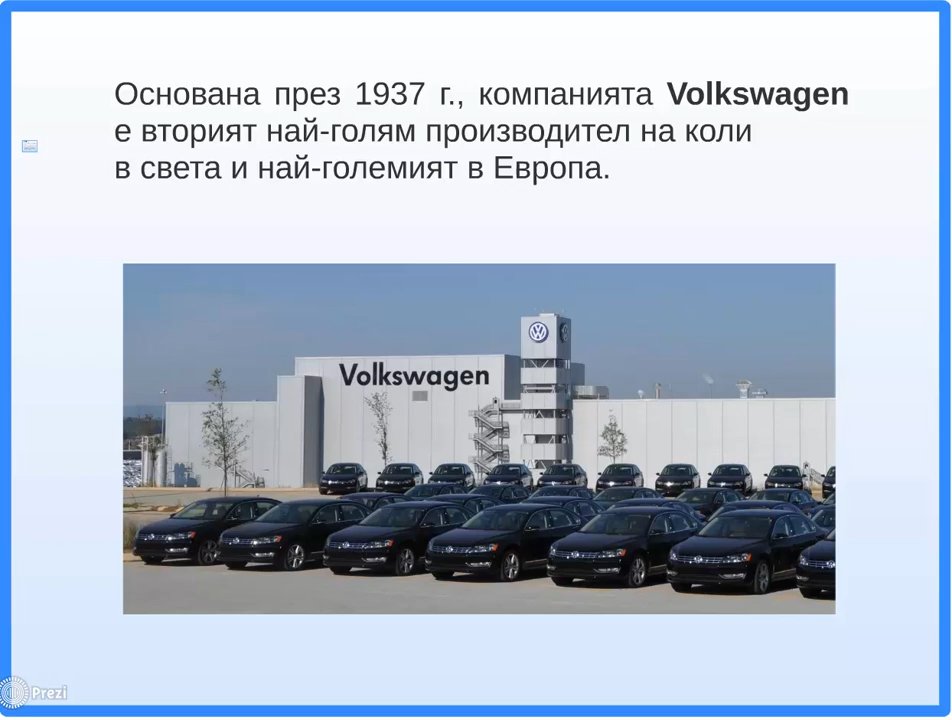 Основана през 1937 г., компанията Volkswagen
е вторият най-голям производител на коли
в света и най-големият в Европа.
Volkswagen
Prezi